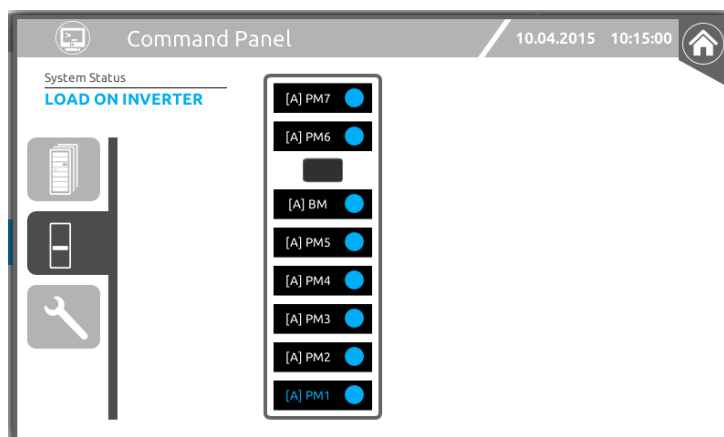 Command Panel
10.04.2015 10:15:00
System Status
LOAD ON INVERTER
[A] PM7
[A] PM6
[A] BM
[A] PM5
[A] PM4
[A] PM3
[A] PM2
[A] PM1